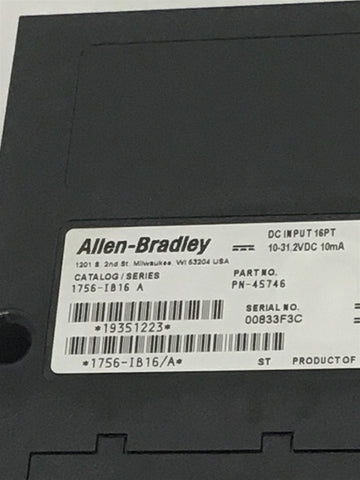 Allen-Bradley
1201 S. 2nd St. Milwaukee, WI 53204 USA
DC INPUT 16PT
10-31.2VDC 10mA
CATALOG/SERIES
1756-IB16 A
PART NO.
PN-45746
SERIAL NO.
00833F3C
*19351223*
*1756-IB16/A*
ST
PRODUCT OF